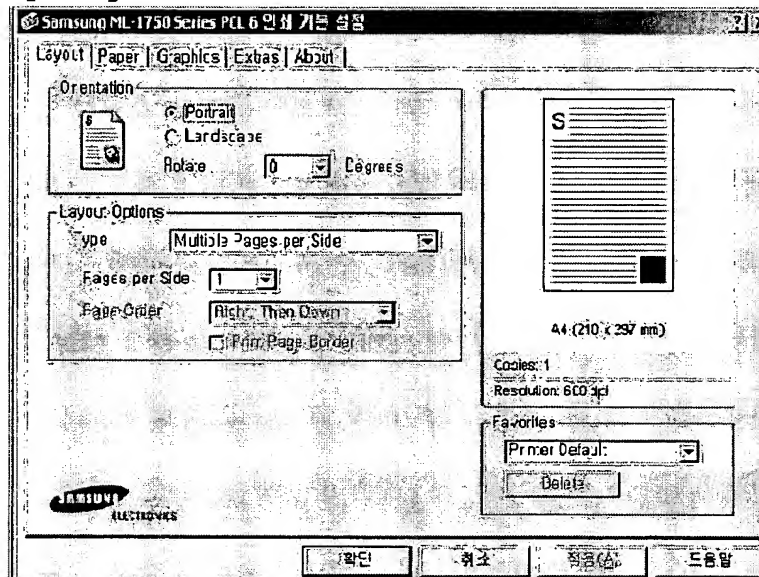 Samsung ML-1750 Series PCL 6 인쇄 기본 설정
Layout Paper Graphics Extras About
Orientation
Portrait
Landscape
Rotate 0 Degrees
Layout Options
Type Multiple Pages per Side
Pages per Side 1
Page Order Right, Then Down
Print Page Border
S
S
A4 (210 x 297 mm)
Copies: 1
Resolution: 600 dpi
Favorites
Printer Default
Delete
SAMSUNG
ELECTRONICS
확인 취소 적용(A) 도움말